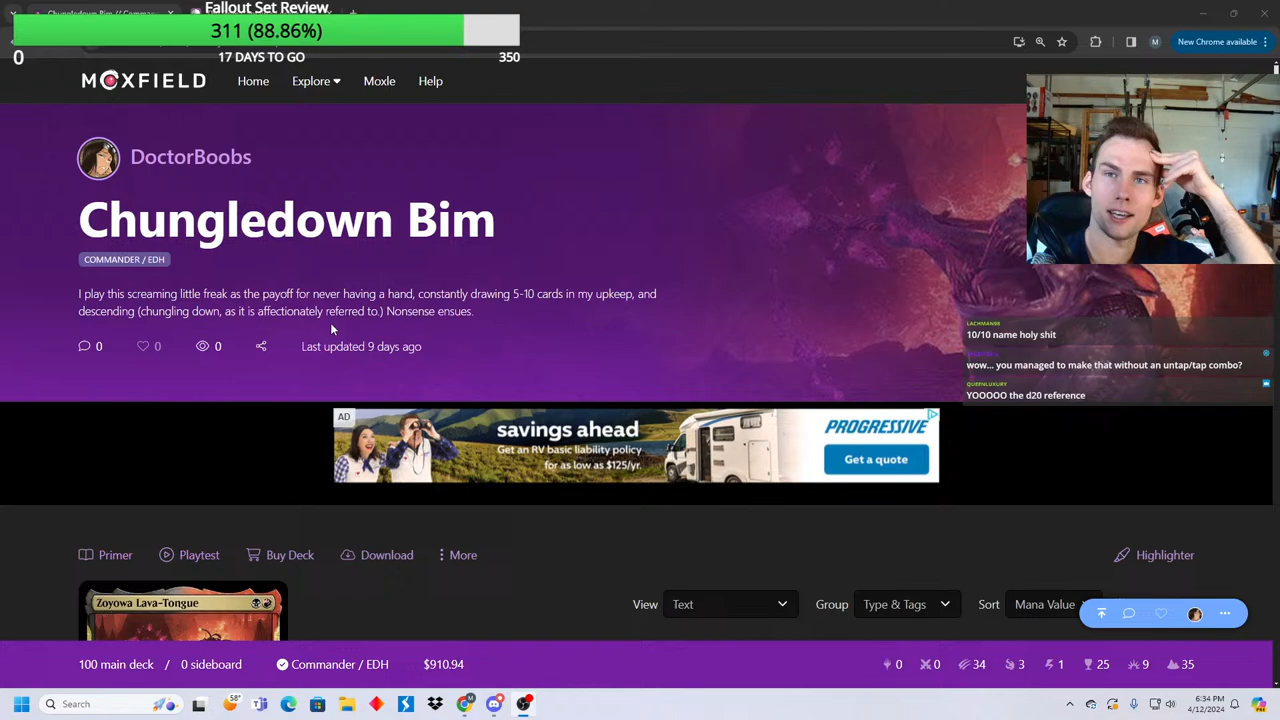 Fallout Set Review
Chungledown Bim // Comma
311 (88.86%)
0
17 DAYS TO GO
350
New Chrome available
M
MOXFIELD
Home
Explore
Moxle
Help
DoctorBoobs
Chungledown Bim
COMMANDER / EDH
I play this screaming little freak as the payoff for never having a hand, constantly drawing 5-10 cards in my upkeep, and
descending (chungling down, as it is affectionately referred to.) Nonsense ensues.
0
0
0
Last updated 9 days ago
LACHMAN98
10/10 name holy shit
wow... you managed to make that without an untap/tap combo?
QUEENLUXURY
YOOOOO the d20 reference
AD
savings ahead
Get an RV basic liability policy
for as low as $125/yr.
PROGRESSIVE
Get a quote
Primer
Playtest
Buy Deck
Download
More
Highlighter
Zoyowa Lava-Tongue
View
Text
Group
Type & Tags
Sort
Mana Value
100 main deck / 0 sideboard
Commander / EDH
$910.94
0
0
34
3
1
25
9
35
Search
58°
6:34 PM
4/12/2024